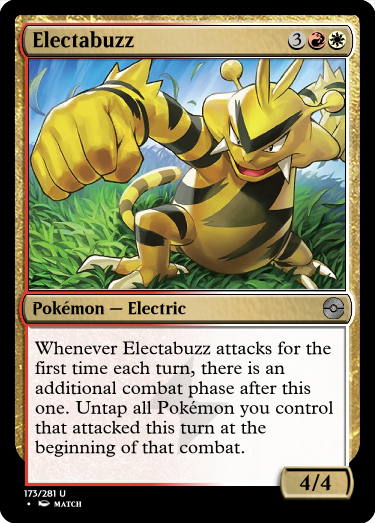 Electabuzz 3
Pokémon — Electric
Whenever Electabuzz attacks for the
first time each turn, there is an
additional combat phase after this
one. Untap all Pokémon you control
that attacked this turn at the
beginning of that combat.
4/4
173/281 U
• MATCH